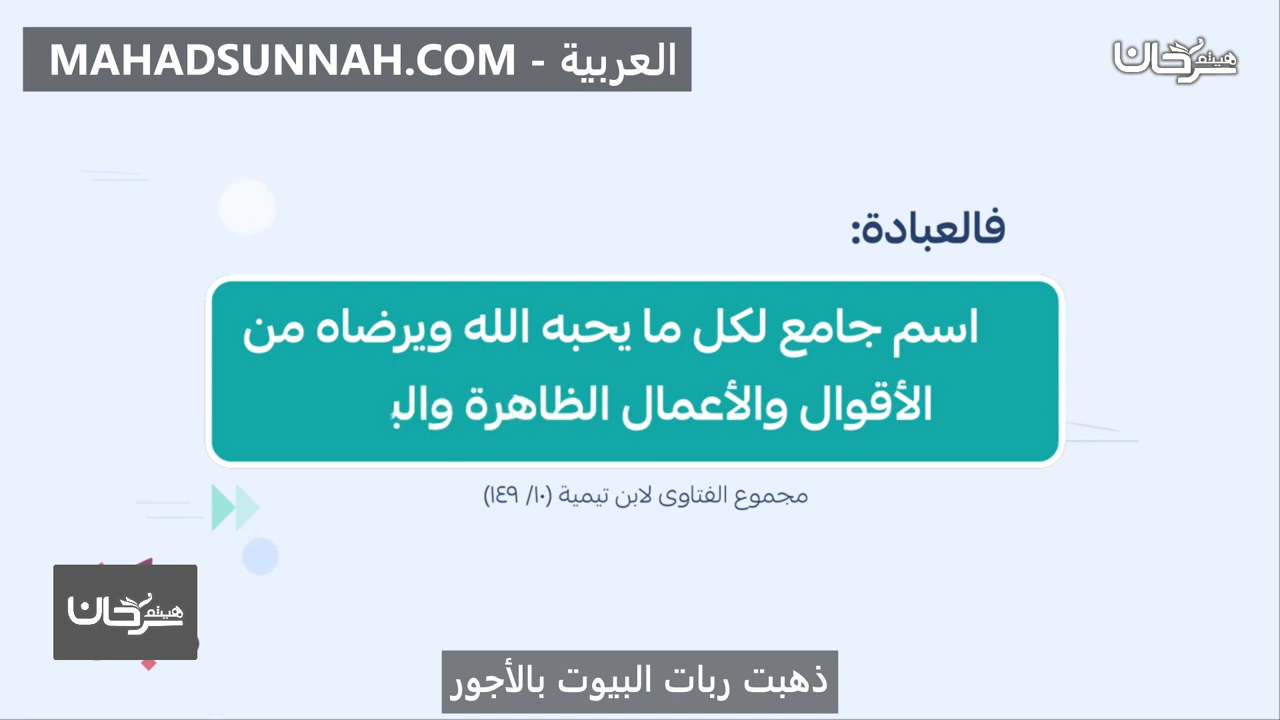 MAHADSUNNAH.COM - العربية
هيثم سرحان
فالعبادة:
اسم جامع لكل ما يحبه الله ويرضاه من
الأقوال والأعمال الظاهرة والبـ
مجموع الفتاوى لابن تيمية (١٠/ ١٤٩)
هيثم سرحان
ذهبت ربات البيوت بالأجور